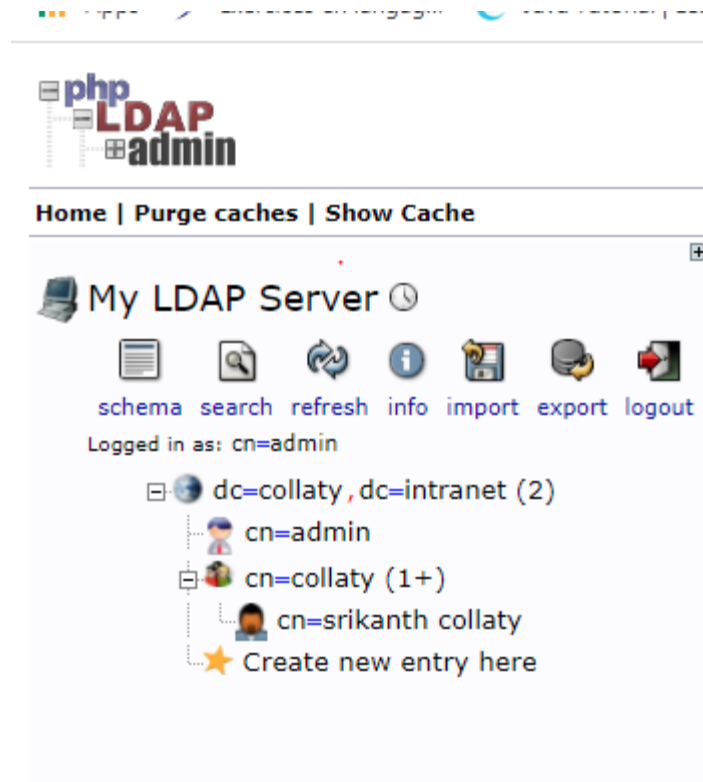 Apps
php
LDAP
admin
Home | Purge caches | Show Cache
My LDAP Server
schema search refresh info import export logout
Logged in as: cn=admin
dc=collaty,dc=intranet (2)
cn=admin
cn=collaty (1+)
cn=srikanth collaty
Create new entry here